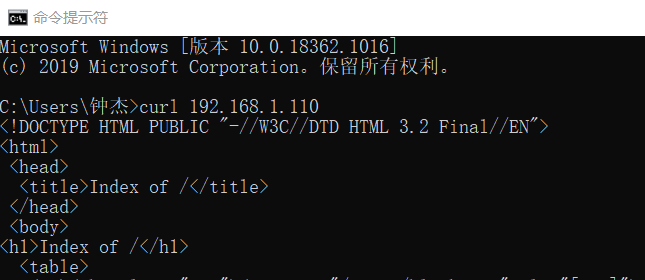 命令提示符
Microsoft Windows [版本 10.0.18362.1016]
(c) 2019 Microsoft Corporation。保留所有权利。
C:\Users\钟杰>curl 192.168.1.110
<!DOCTYPE HTML PUBLIC "-//W3C//DTD HTML 3.2 Final//EN">
<html>
 <head>
  <title>Index of /</title>
 </head>
 <body>
<h1>Index of /</h1>
  <table>